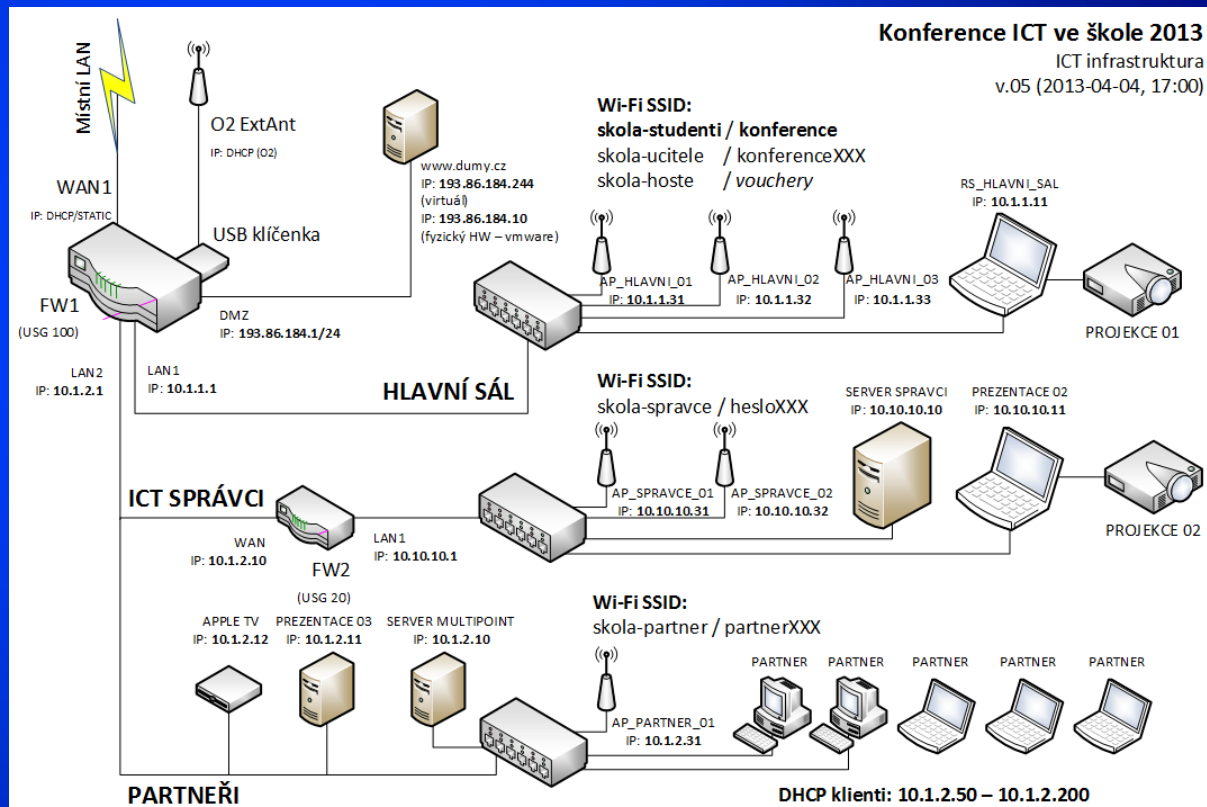 Konference ICT ve škole 2013
ICT infrastruktura
v.05 (2013-04-04, 17:00)
Místní LAN
O2 ExtAnt
IP: DHCP (O2)
WAN1
IP: DHCP/STATIC
USB klíčenka
FW1
(USG 100)
DMZ
IP: 193.86.184.1/24
LAN2
IP: 10.1.2.1
LAN1
IP: 10.1.1.1
www.dumy.cz
IP: 193.86.184.244
(virtuál)
IP: 193.86.184.10
(fyzický HW – vmware)
Wi-Fi SSID:
skola-studenti / konference
skola-ucitele / konferenceXXX
skola-hoste / vouchery
AP_HLAVNI_01
IP: 10.1.1.31
AP_HLAVNI_02
IP: 10.1.1.32
AP_HLAVNI_03
IP: 10.1.1.33
RS_HLAVNI_SAL
IP: 10.1.1.11
PROJEKCE 01
HLAVNÍ SÁL
Wi-Fi SSID:
skola-spravce / hesloXXX
AP_SPRAVCE_01
IP: 10.10.10.31
AP_SPRAVCE_02
IP: 10.10.10.32
SERVER SPRAVCI
IP: 10.10.10.10
PREZENTACE 02
IP: 10.10.10.11
PROJEKCE 02
ICT SPRÁVCI
WAN
IP: 10.1.2.10
LAN1
IP: 10.10.10.1
FW2
(USG 20)
APPLE TV
IP: 10.1.2.12
PREZENTACE 03
IP: 10.1.2.11
SERVER MULTIPOINT
IP: 10.1.2.10
Wi-Fi SSID:
skola-partner / partnerXXX
AP_PARTNER_01
IP: 10.1.2.31
PARTNER
PARTNER
PARTNER
PARTNER
PARTNER
PARTNEŘI
DHCP klienti: 10.1.2.50 – 10.1.2.200